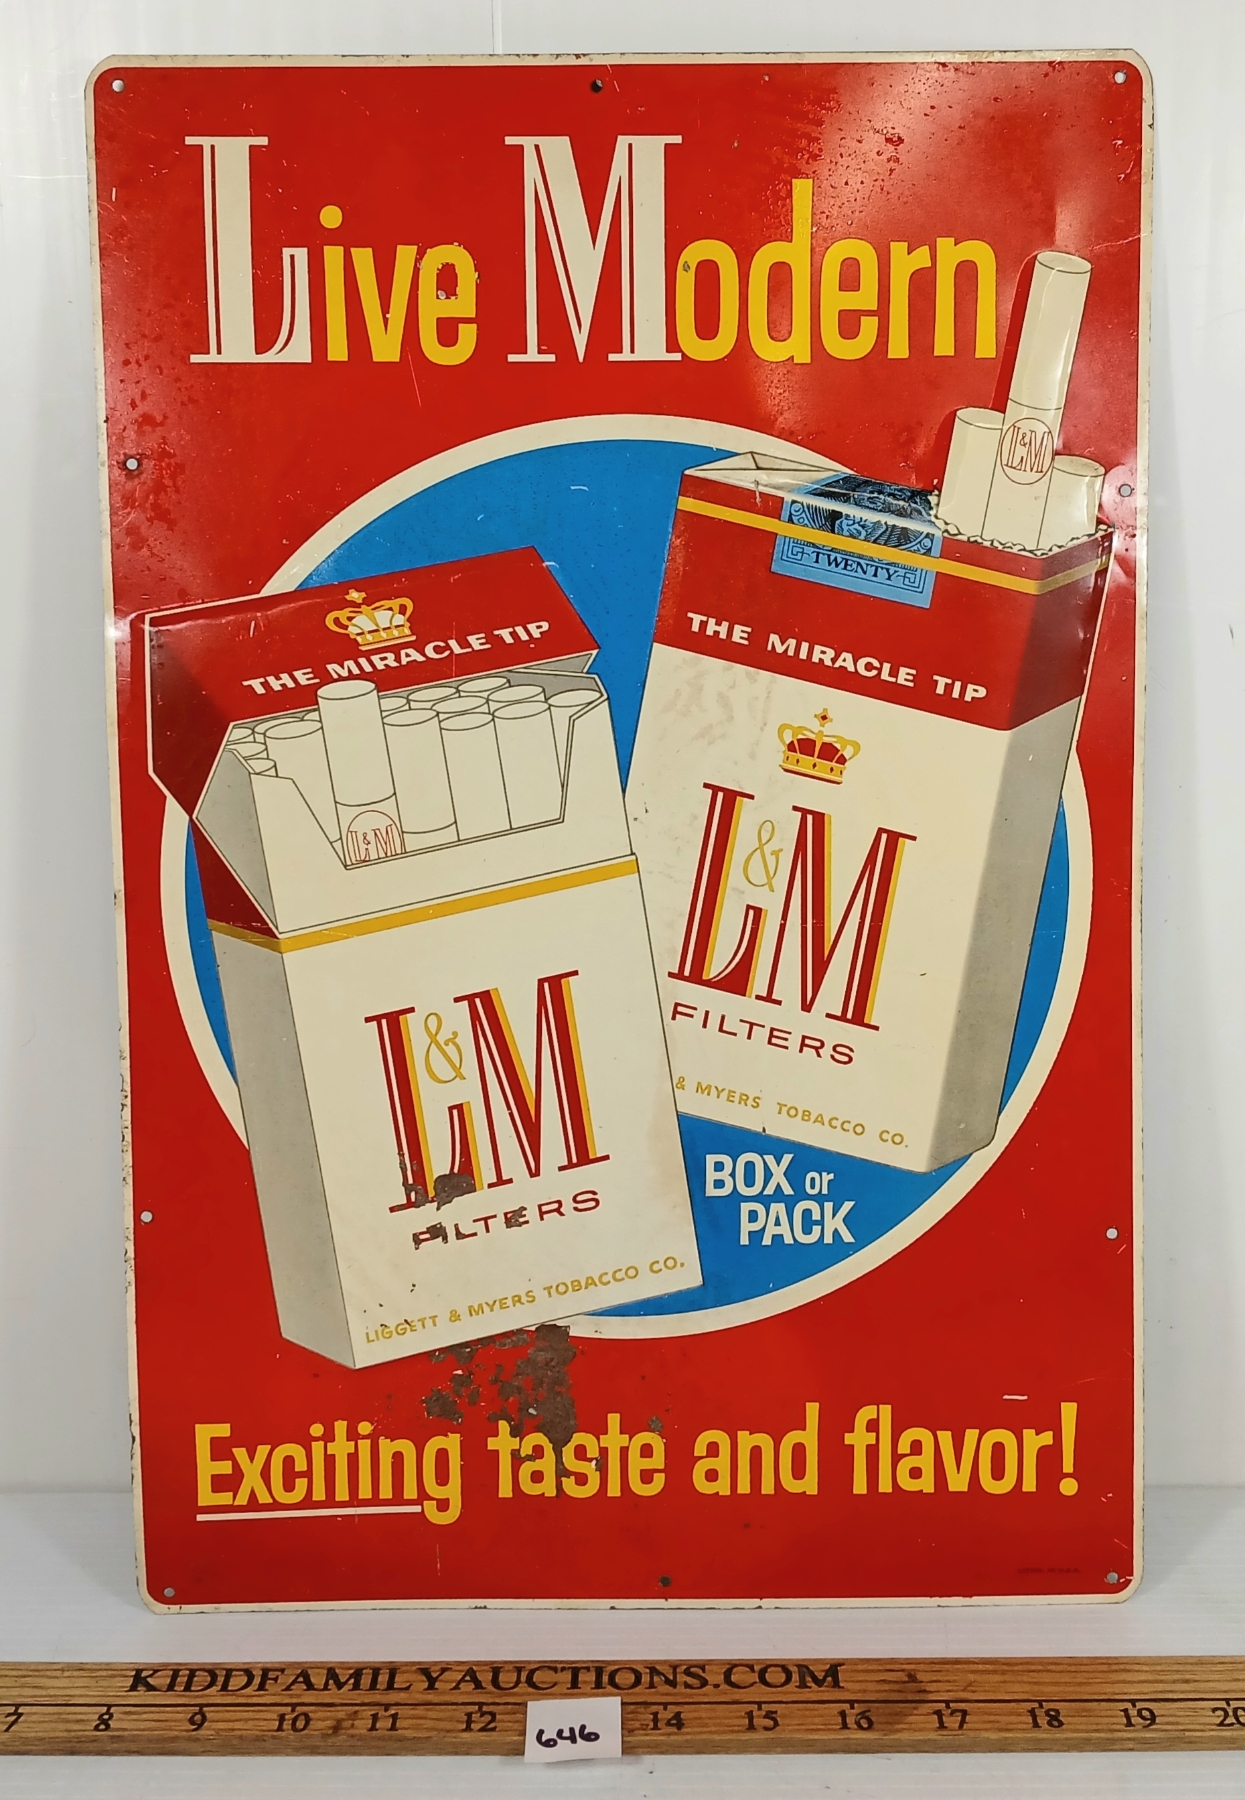 Live Modern
L&M
TWENTY
THE MIRACLE TIP
THE MIRACLE TIP
L&M
L&M
FILTERS
& MYERS TOBACCO CO.
L&M
FILTERS
LIGGETT & MYERS TOBACCO CO.
BOX or
PACK
Exciting taste and flavor!
KIDDFAMILYAUCTIONS.COM
7 8 9 10 11 12 14 15 16 17 18 19 20
646